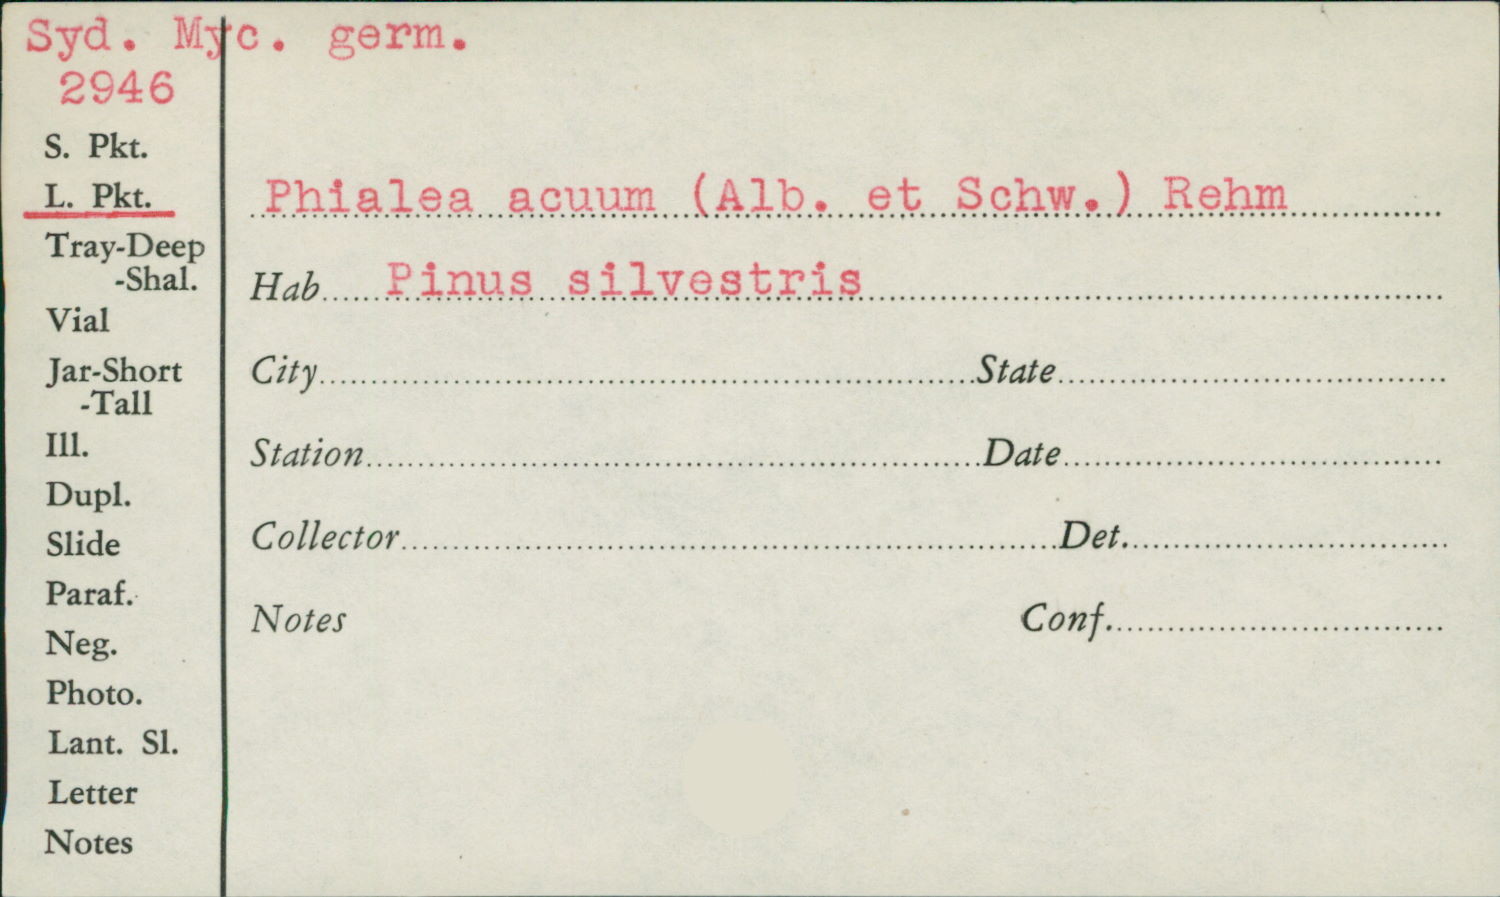 Syd. Myc. germ.
2946
S. Pkt.
L. Pkt.
Tray-Deep
-Shal.
Vial
Jar-Short
-Tall
Ill.
Dupl.
Slide
Paraf.
Neg.
Photo.
Lant. Sl.
Letter
Notes
Phialea acuum (Alb. et Schw.) Rehm
Hab Pinus silvestris
City State
Station Date
Collector Det.
Notes Conf.